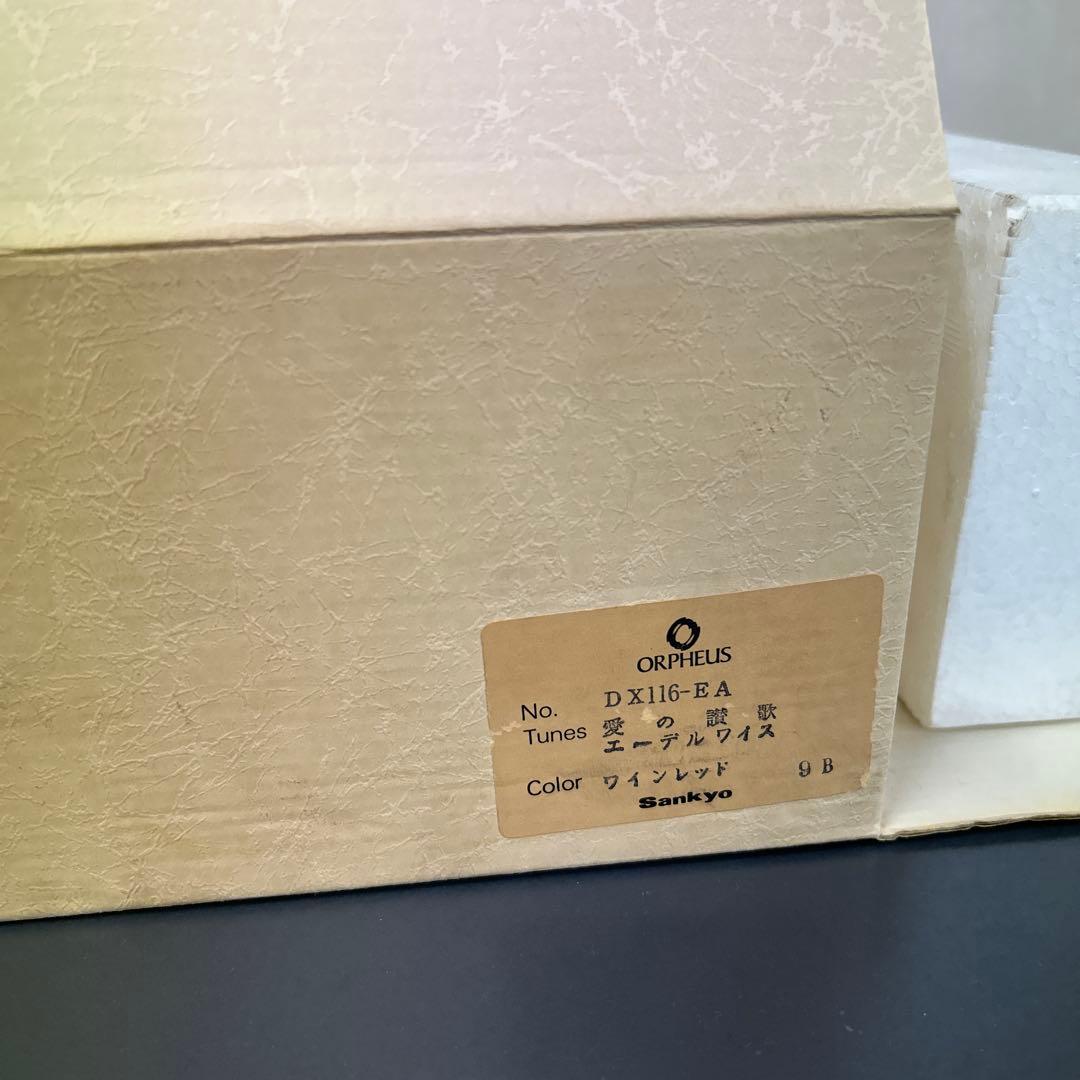 ORPHEUS
No. DX116-EA
Tunes 愛の讃歌
エーデルワイス
Color ワインレッド 9B
Sankyo